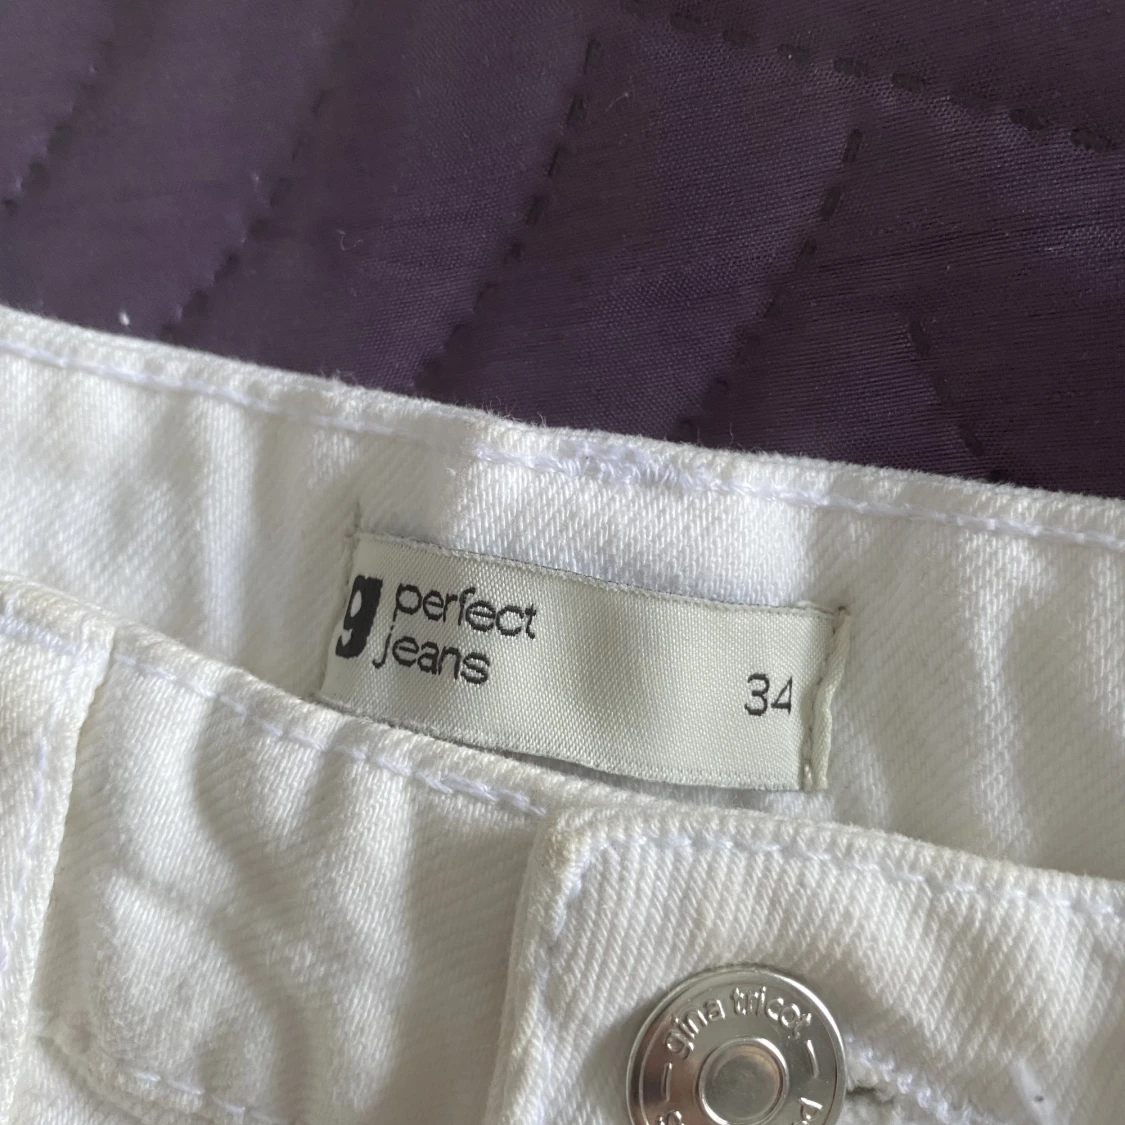 g
perfect
jeans
34
gina tricot